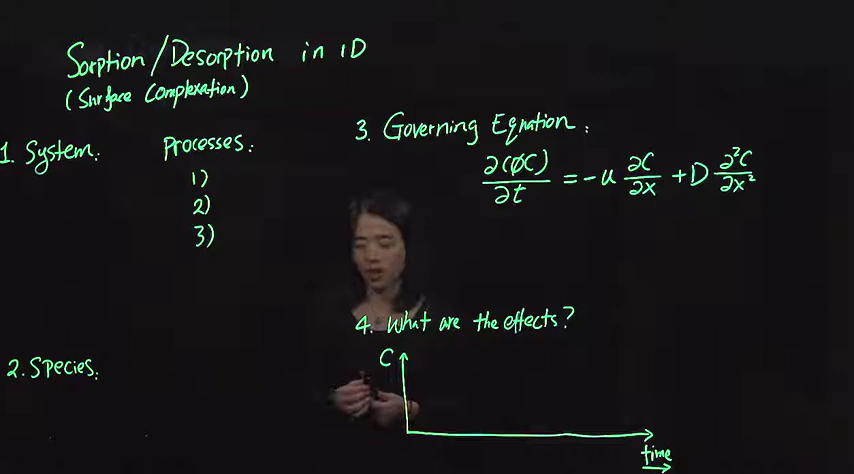 Sorption/Desorption in 1D
(Surface Complexation)
1. System:
Processes:
1)
2)
3)
2. Species:
3. Governing Equation:
∂(ØC)/∂t = -u ∂C/∂x + D ∂²C/∂x²
4. What are the effects?
C
time